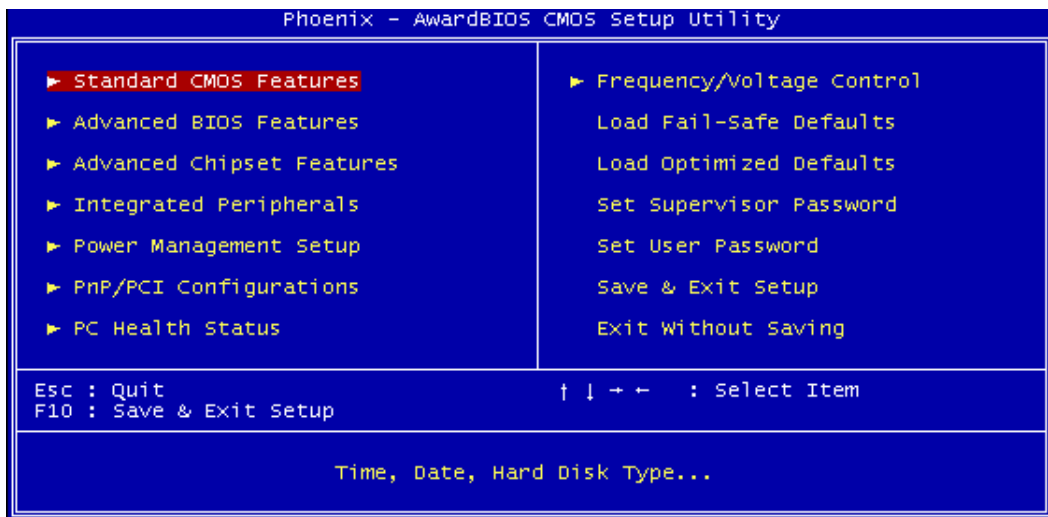 Phoenix - AwardBIOS CMOS Setup Utility
► Standard CMOS Features
► Advanced BIOS Features
► Advanced Chipset Features
► Integrated Peripherals
► Power Management Setup
► PnP/PCI Configurations
► PC Health Status
► Frequency/Voltage Control
Load Fail-Safe Defaults
Load Optimized Defaults
Set Supervisor Password
Set User Password
Save & Exit Setup
Exit Without Saving
Esc : Quit
F10 : Save & Exit Setup
↑ ↓ → ← : Select Item
Time, Date, Hard Disk Type...